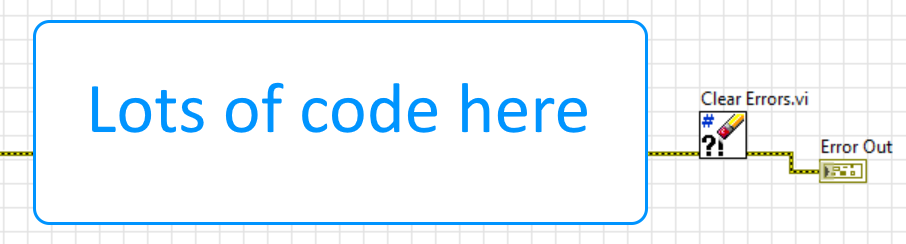 Lots of code here
Clear Errors.vi
#
?!
Error Out